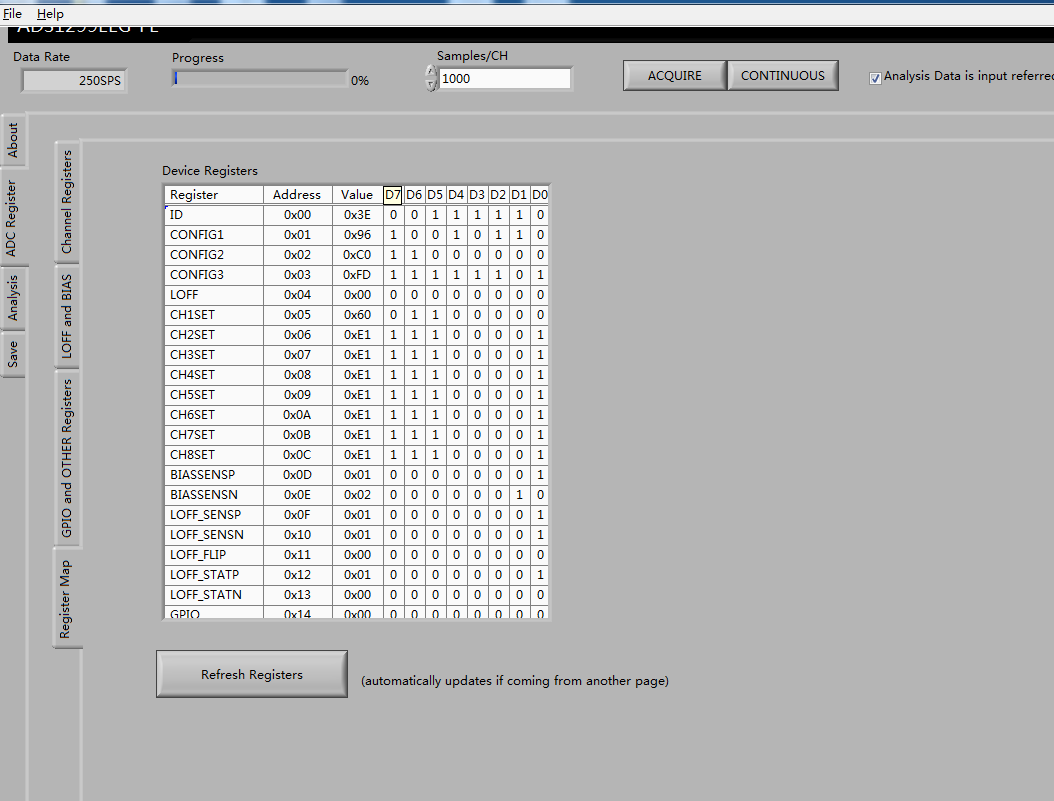 File Help
ADS1299EEG-FE
Data Rate
250SPS
Progress
0%
Samples/CH
1000
ACQUIRE
CONTINUOUS
Analysis Data is input referred
About
ADC Register
Analysis
Save
Channel Registers
LOFF and BIAS
GPIO and OTHER Registers
Register Map
Device Registers
Register Address Value D7 D6 D5 D4 D3 D2 D1 D0
ID 0x00 0x3E 0 0 1 1 1 1 1 0
CONFIG1 0x01 0x96 1 0 0 1 0 1 1 0
CONFIG2 0x02 0xC0 1 1 0 0 0 0 0 0
CONFIG3 0x03 0xFD 1 1 1 1 1 1 0 1
LOFF 0x04 0x00 0 0 0 0 0 0 0 0
CH1SET 0x05 0x60 0 1 1 0 0 0 0 0
CH2SET 0x06 0xE1 1 1 1 0 0 0 0 1
CH3SET 0x07 0xE1 1 1 1 0 0 0 0 1
CH4SET 0x08 0xE1 1 1 1 0 0 0 0 1
CH5SET 0x09 0xE1 1 1 1 0 0 0 0 1
CH6SET 0x0A 0xE1 1 1 1 0 0 0 0 1
CH7SET 0x0B 0xE1 1 1 1 0 0 0 0 1
CH8SET 0x0C 0xE1 1 1 1 0 0 0 0 1
BIASSENSP 0x0D 0x01 0 0 0 0 0 0 0 1
BIASSENSN 0x0E 0x02 0 0 0 0 0 0 1 0
LOFF_SENSP 0x0F 0x01 0 0 0 0 0 0 0 1
LOFF_SENSN 0x10 0x01 0 0 0 0 0 0 0 1
LOFF_FLIP 0x11 0x00 0 0 0 0 0 0 0 0
LOFF_STATP 0x12 0x01 0 0 0 0 0 0 0 1
LOFF_STATN 0x13 0x00 0 0 0 0 0 0 0 0
GPIO 0x14 0x00 0 0 0 0 0 0 0 0
Refresh Registers
(automatically updates if coming from another page)